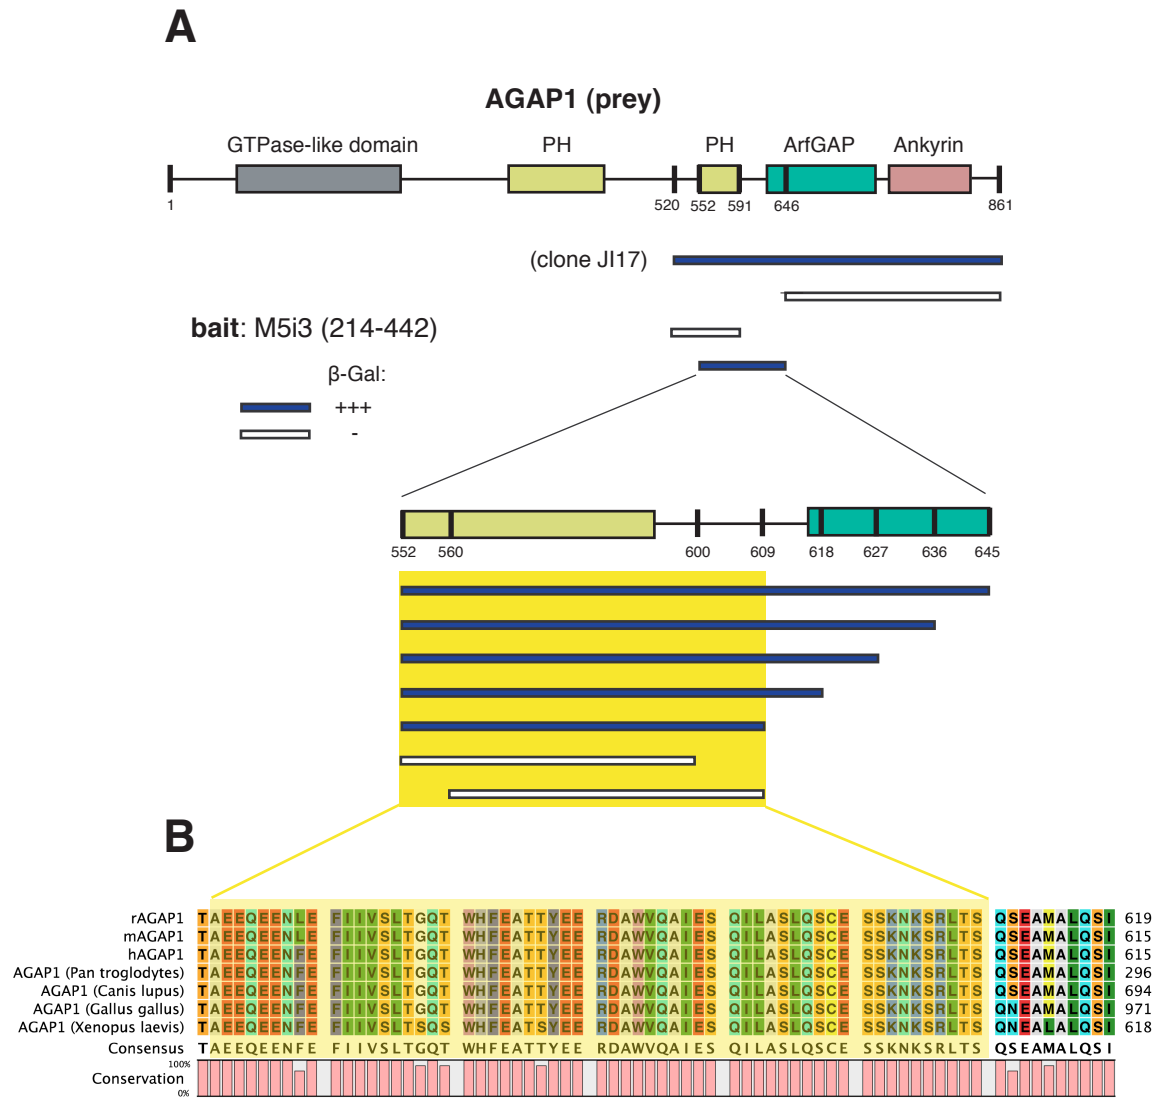 A
AGAP1 (prey)
GTPase-like domain PH PH ArfGAP Ankyrin
1 520 552 591 646 861
(clone JI17)
bait: M5i3 (214-442)
β-Gal:
+++
-
552 560 600 609 618 627 636 645
B
rAGAP1 TAEEQEENLE FIIVSLTGQT WHFEATTYEE RDAWVQAIES QILASLQSCE SSKNKSRLTS QSEAMALQSI 619
mAGAP1 TAEEQEENLE FIIVSLTGQT WHFEATTYEE RDAWVQAIES QILASLQSCE SSKNKSRLTS QSEAMALQSI 615
hAGAP1 TAEEQEENFE FIIVSLTGQT WHFEATTYEE RDAWVQAIES QILASLQSCE SSKNKSRLTS QSEAMALQSI 615
AGAP1 (Pan troglodytes) TAEEQEENFE FIIVSLTGQT WHFEATTYEE RDAWVQAIES QILASLQSCE SSKNKSRLTS QSEAMALQSI 296
AGAP1 (Canis lupus) TAEEQEENFE FIIVSLTGQT WHFEATTYEE RDAWVQAIES QILASLQSCE SSKNKSRLTS QSEAMALQSI 694
AGAP1 (Gallus gallus) TAEEQEENFE FIIVSLTGQT WHFEATTYEE RDAWVQAIES QILASLQSCE SSKNKSRLTS QNEAMALQSI 971
AGAP1 (Xenopus laevis) TAEEQEENFE FIIVSLTGQS WHFEATSYEE RDAWVQAIES QILASLQSCE SSKNKSRLTS QNEALALQSI 618
Consensus TAEEQEENFE FIIVSLTGQT WHFEATTYEE RDAWVQAIES QILASLQSCE SSKNKSRLTS QSEAMALQSI
100%
Conservation
0%